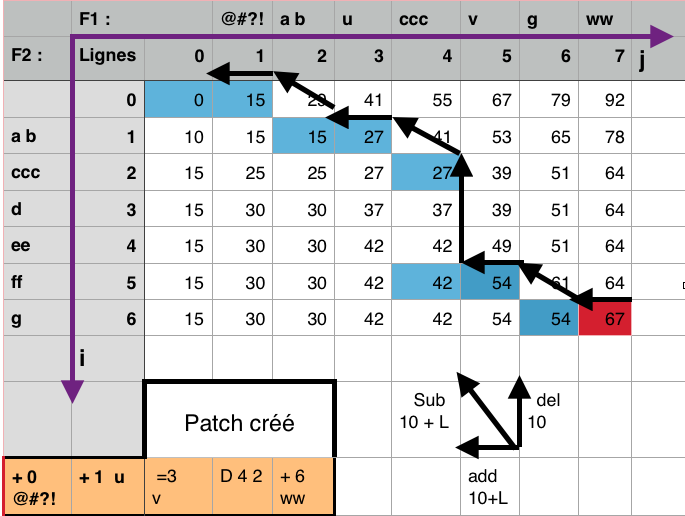 F1 : @#?! a b u ccc v g ww
F2 : Lignes 0 1 2 3 4 5 6 7 j
0 0 15 29 41 55 67 79 92
a b 1 10 15 15 27 41 53 65 78
ccc 2 15 25 25 27 27 39 51 64
d 3 15 30 30 37 37 39 51 64
ee 4 15 30 30 42 42 49 51 64
ff 5 15 30 30 42 42 54 61 64
g 6 15 30 30 42 42 54 54 67
i
Patch créé
Sub
10 + L
del
10
add
10+L
+ 0
@#?!
+ 1 u
=3
v
D 4 2
+ 6
ww